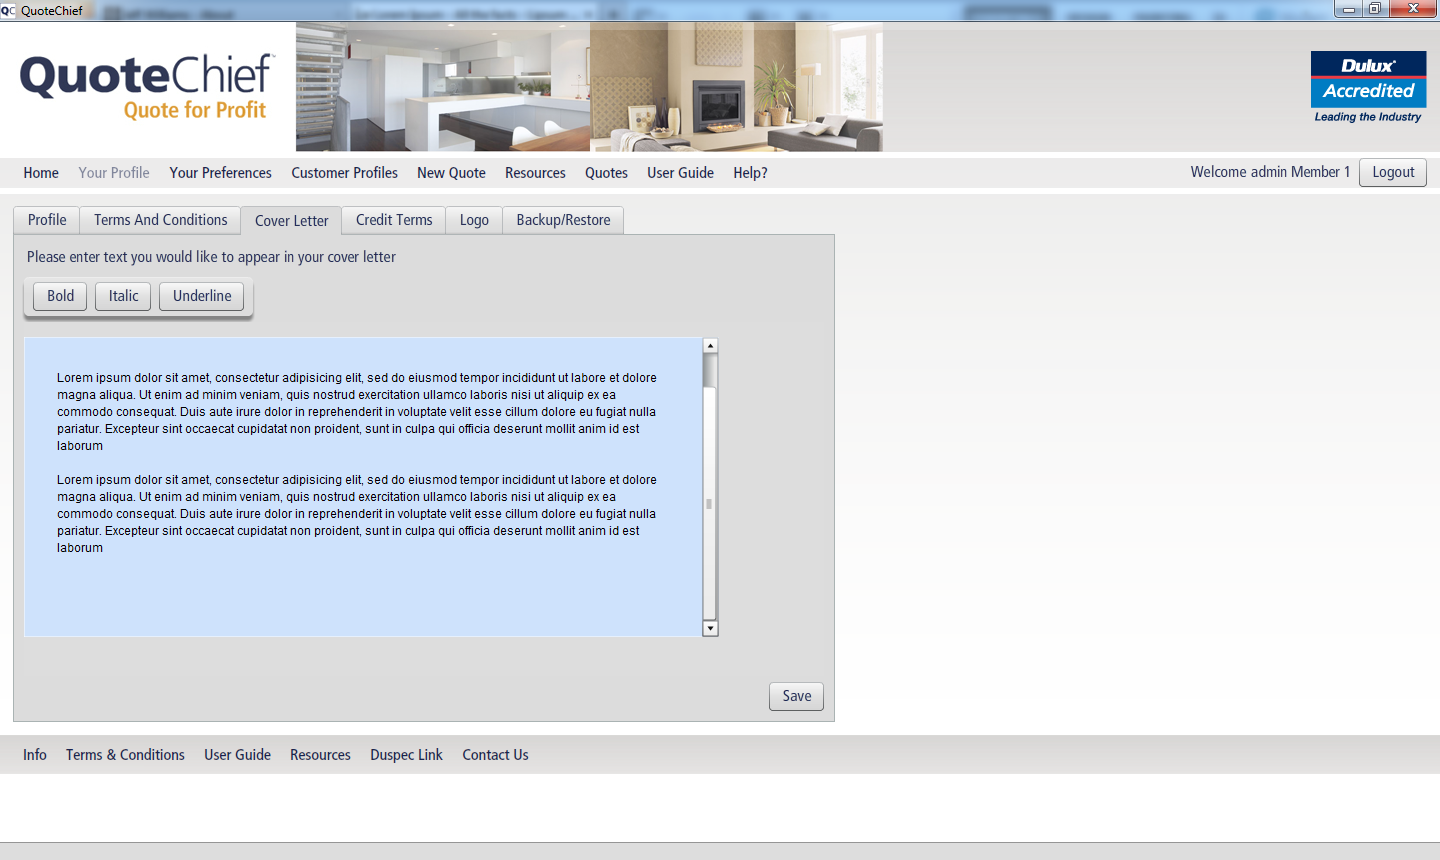 QuoteChief
QuoteChief™
Quote for Profit
Dulux
Accredited
Leading the Industry
Home Your Profile Your Preferences Customer Profiles New Quote Resources Quotes User Guide Help? Welcome admin Member 1 Logout
Profile Terms And Conditions Cover Letter Credit Terms Logo Backup/Restore
Please enter text you would like to appear in your cover letter
Bold Italic Underline
Lorem ipsum dolor sit amet, consectetur adipisicing elit, sed do eiusmod tempor incididunt ut labore et dolore
magna aliqua. Ut enim ad minim veniam, quis nostrud exercitation ullamco laboris nisi ut aliquip ex ea
commodo consequat. Duis aute irure dolor in reprehenderit in voluptate velit esse cillum dolore eu fugiat nulla
pariatur. Excepteur sint occaecat cupidatat non proident, sunt in culpa qui officia deserunt mollit anim id est
laborum
Lorem ipsum dolor sit amet, consectetur adipisicing elit, sed do eiusmod tempor incididunt ut labore et dolore
magna aliqua. Ut enim ad minim veniam, quis nostrud exercitation ullamco laboris nisi ut aliquip ex ea
commodo consequat. Duis aute irure dolor in reprehenderit in voluptate velit esse cillum dolore eu fugiat nulla
pariatur. Excepteur sint occaecat cupidatat non proident, sunt in culpa qui officia deserunt mollit anim id est
laborum
Save
Info Terms & Conditions User Guide Resources Duspec Link Contact Us